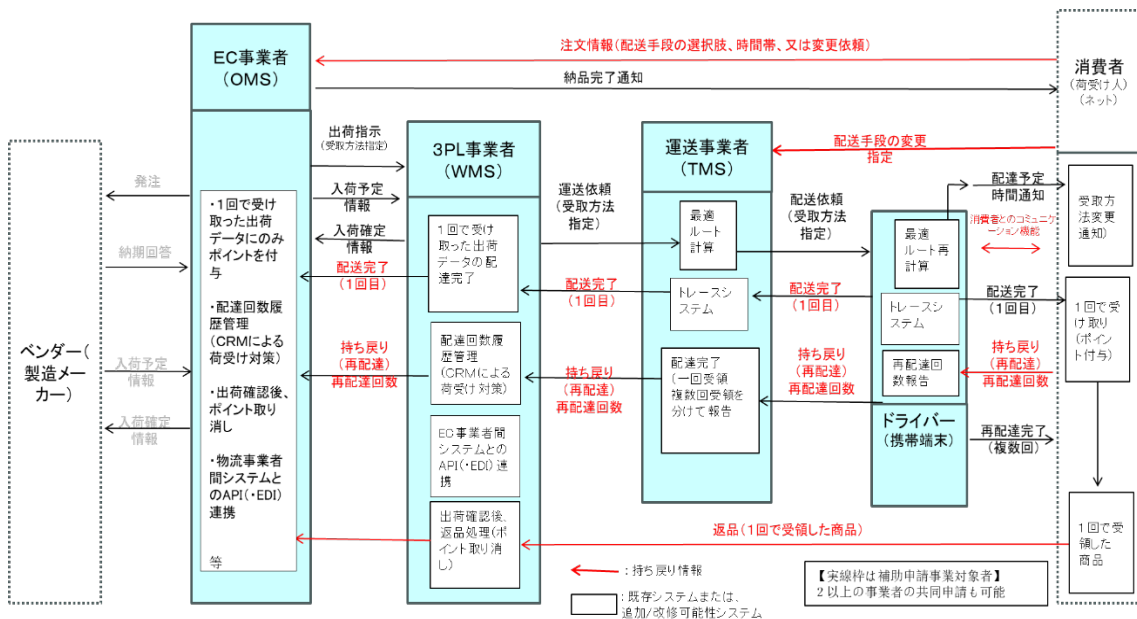 EC事業者
(OMS)
注文情報(配送手段の選択肢、時間帯、又は変更依頼)
納品完了通知
消費者
(荷受け人)
(ネット)
ベンダー(
製造メー
カー)
発注
納期回答
入荷予定
情報
入荷確定
情報
・1回で受け
取った出荷
データにのみ
ポイントを付
与
・配達回数履
歴管理
(CRMによる
荷受け対策)
・出荷確認後、
ポイント取り
消し
・物流事業者
間システムと
のAPI(・EDI)
連携
等
出荷指示
(受取方法指定)
入荷予定
情報
入荷確定
情報
配送完了
(1回目)
持ち戻り
(再配達)
再配達回数
3PL事業者
(WMS)
1回で受け
取った出荷
データの配
達完了
配達回数履
歴管理
(CRMによる
荷受け対策)
EC事業者間
システムとの
API(・EDI)連
携
出荷確認後、
返品処理(ポ
イント取り消
し)
運送依頼
(受取方法
指定)
配送完了
(1回目)
持ち戻り
(再配達)
再配達回数
運送事業者
(TMS)
最適
ルート
計算
トレースシ
ステム
配達完了
(一回受領
複数回受領を
分けて報告
配送手段の変更
指定
配送依頼
(受取方法
指定)
配送完了
(1回目)
持ち戻り
(再配達)
再配達回数
最適
ルート再
計算
トレースシ
ステム
再配達回
数報告
ドライバー
(携帯端末)
配達予定
時間通知
消費者とのコミュニケ
ーション機能
配送完了
(1回目)
持ち戻り
(再配達)
再配達回数
再配達完了
(複数回)
受取方
法変更
通知)
1回で受
け取り(ポ
イント付与)
1回で受
領した
商品
返品(1回で受領した商品)
:持ち戻り情報
:既存システムまたは、
追加/改修可能性システム
【実線枠は補助申請事業対象者】
2以上の事業者の共同申請も可能